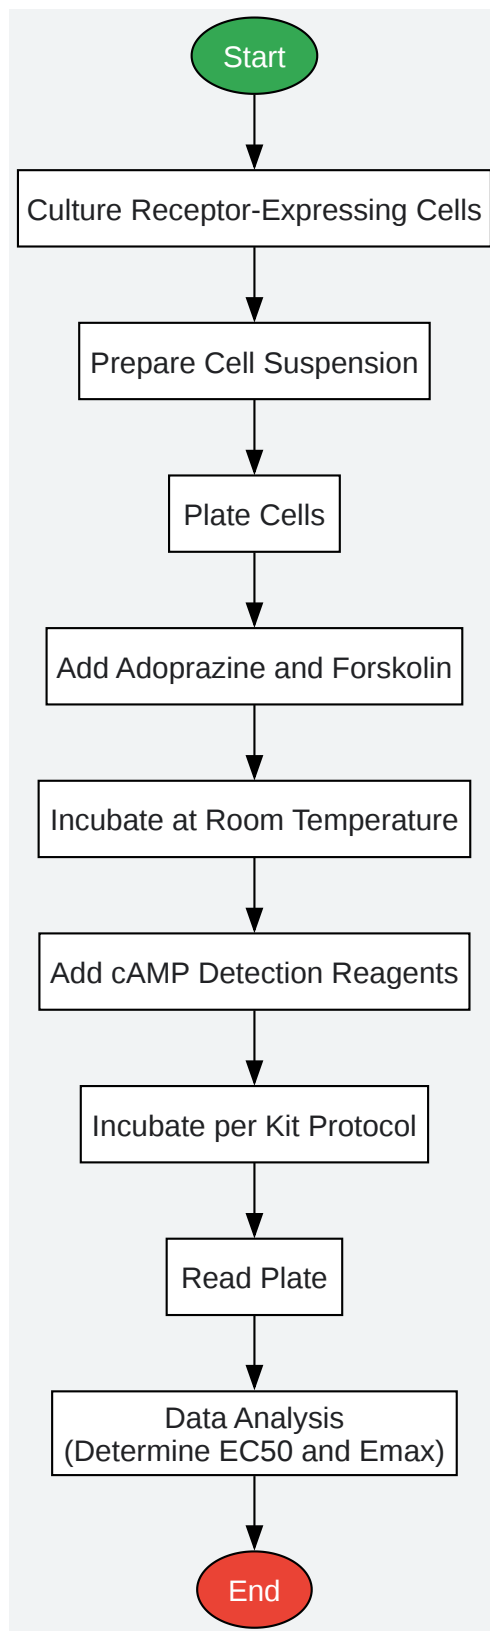 Start
Culture Receptor-Expressing Cells
Prepare Cell Suspension
Plate Cells
Add Adoprazine and Forskolin
Incubate at Room Temperature
Add cAMP Detection Reagents
Incubate per Kit Protocol
Read Plate
Data Analysis
(Determine EC50 and Emax)
End